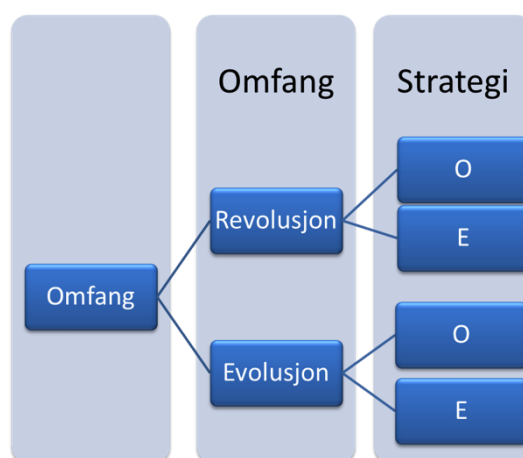 Omfang
Strategi
Omfang
Revolusjon
O
E
Evolusjon
O
E